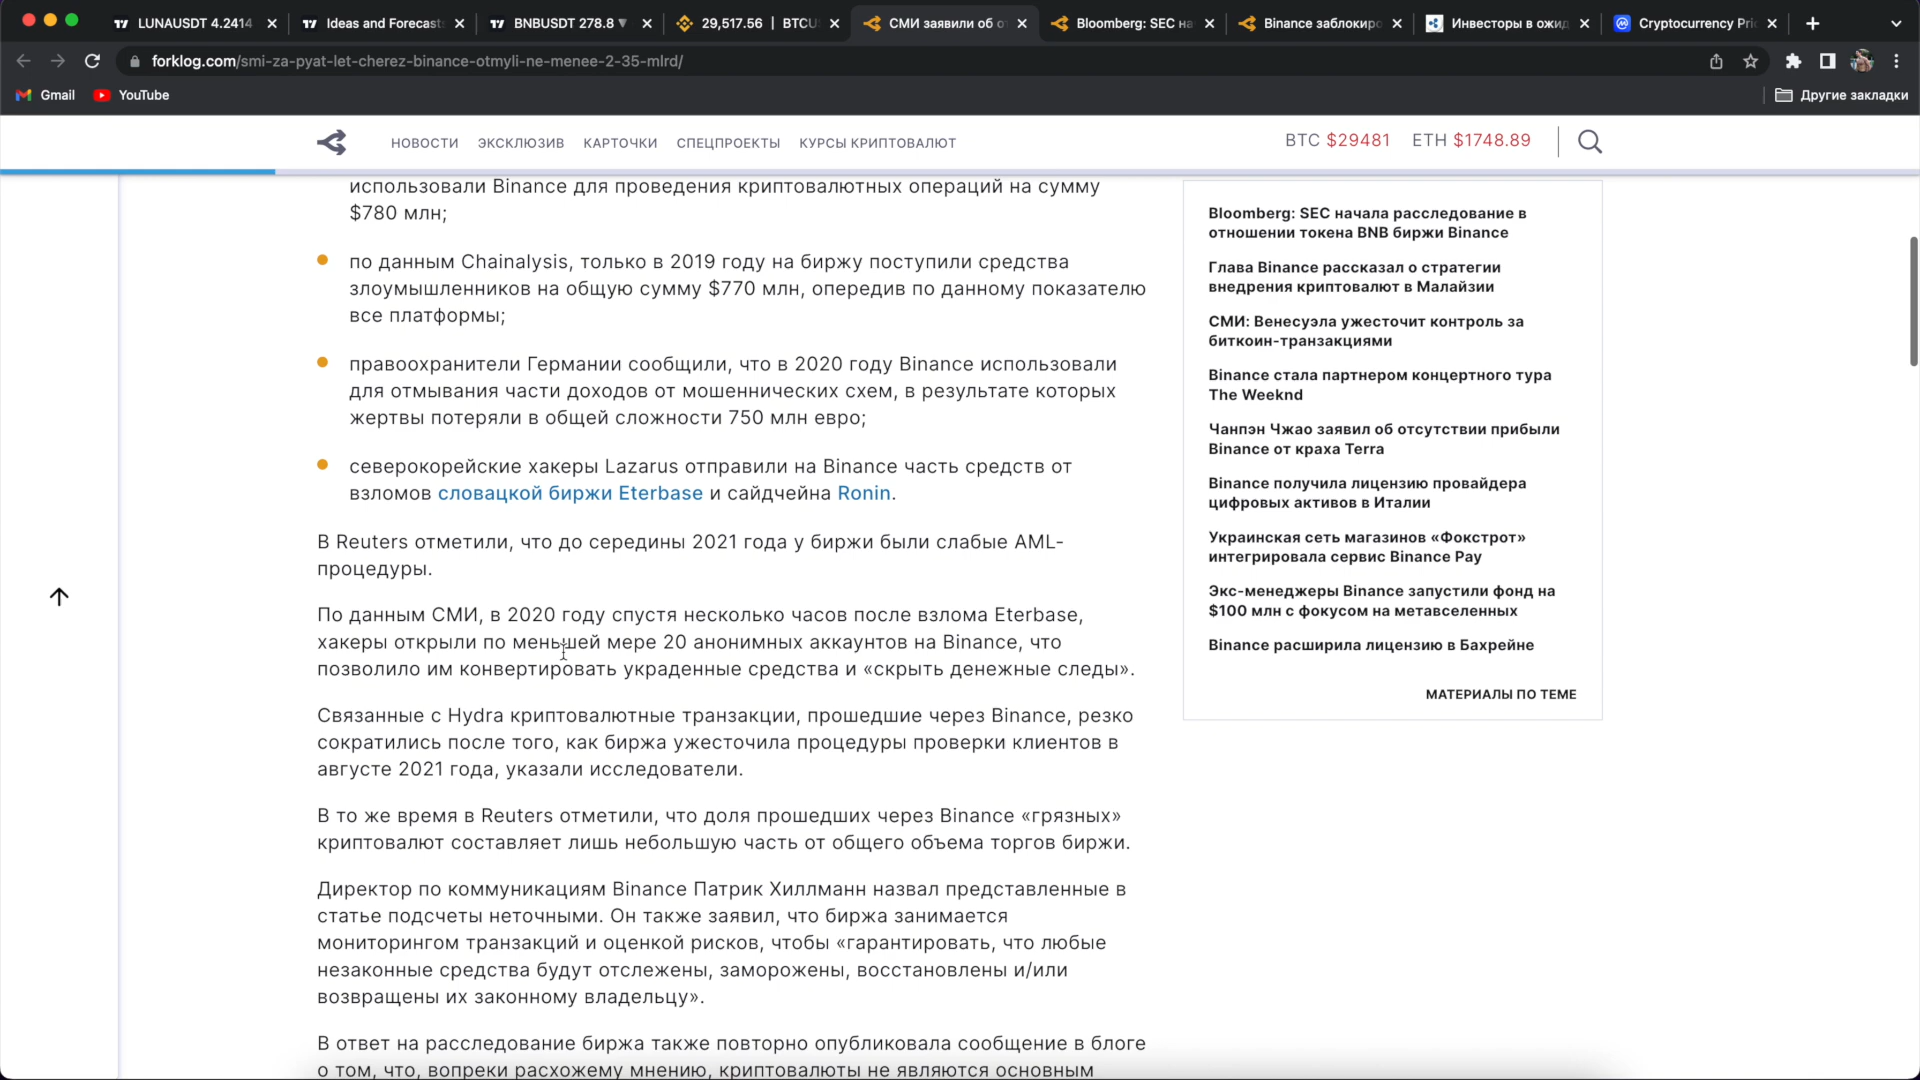 LUNAUSDT 4.2414
Ideas and Forecast
BNBUSDT 278.8 ▼
29,517.56 | BTCU
СМИ заявили об о
Bloomberg: SEC на
Binance заблокиро
Инвесторы в ожид
Cryptocurrency Pri
forklog.com/smi-za-pyat-let-cherez-binance-otmyli-ne-menee-2-35-mlrd/
Gmail
YouTube
Другие закладки
НОВОСТИ ЭКСКЛЮЗИВ КАРТОЧКИ СПЕЦПРОЕКТЫ КУРСЫ КРИПТОВАЛЮТ
BTC $29481 ETH $1748.89
использовали Binance для проведения криптовалютных операций на сумму
$780 млн;
по данным Chainalysis, только в 2019 году на биржу поступили средства
злоумышленников на общую сумму $770 млн, опередив по данному показателю
все платформы;
правоохранители Германии сообщили, что в 2020 году Binance использовали
для отмывания части доходов от мошеннических схем, в результате которых
жертвы потеряли в общей сложности 750 млн евро;
северокорейские хакеры Lazarus отправили на Binance часть средств от
взломов словацкой биржи Eterbase и сайдчейна Ronin.
В Reuters отметили, что до середины 2021 года у биржи были слабые AML-
процедуры.
По данным СМИ, в 2020 году спустя несколько часов после взлома Eterbase,
хакеры открыли по меньшей мере 20 анонимных аккаунтов на Binance, что
позволило им конвертировать украденные средства и «скрыть денежные следы».
Связанные с Hydra криптовалютные транзакции, прошедшие через Binance, резко
сократились после того, как биржа ужесточила процедуры проверки клиентов в
августе 2021 года, указали исследователи.
В то же время в Reuters отметили, что доля прошедших через Binance «грязных»
криптовалют составляет лишь небольшую часть от общего объема торгов биржи.
Директор по коммуникациям Binance Патрик Хиллманн назвал представленные в
статье подсчеты неточными. Он также заявил, что биржа занимается
мониторингом транзакций и оценкой рисков, чтобы «гарантировать, что любые
незаконные средства будут отслежены, заморожены, восстановлены и/или
возвращены их законному владельцу».
В ответ на расследование биржа также повторно опубликовала сообщение в блоге
о том, что, вопреки расхожему мнению, криптовалюты не являются основным
Bloomberg: SEC начала расследование в
отношении токена BNB биржи Binance
Глава Binance рассказал о стратегии
внедрения криптовалют в Малайзии
СМИ: Венесуэла ужесточит контроль за
биткоин-транзакциями
Binance стала партнером концертного тура
The Weeknd
Чанпэн Чжао заявил об отсутствии прибыли
Binance от краха Terra
Binance получила лицензию провайдера
цифровых активов в Италии
Украинская сеть магазинов «Фокстрот»
интегрировала сервис Binance Pay
Экс-менеджеры Binance запустили фонд на
$100 млн с фокусом на метавселенных
Binance расширила лицензию в Бахрейне
МАТЕРИАЛЫ ПО ТЕМЕ